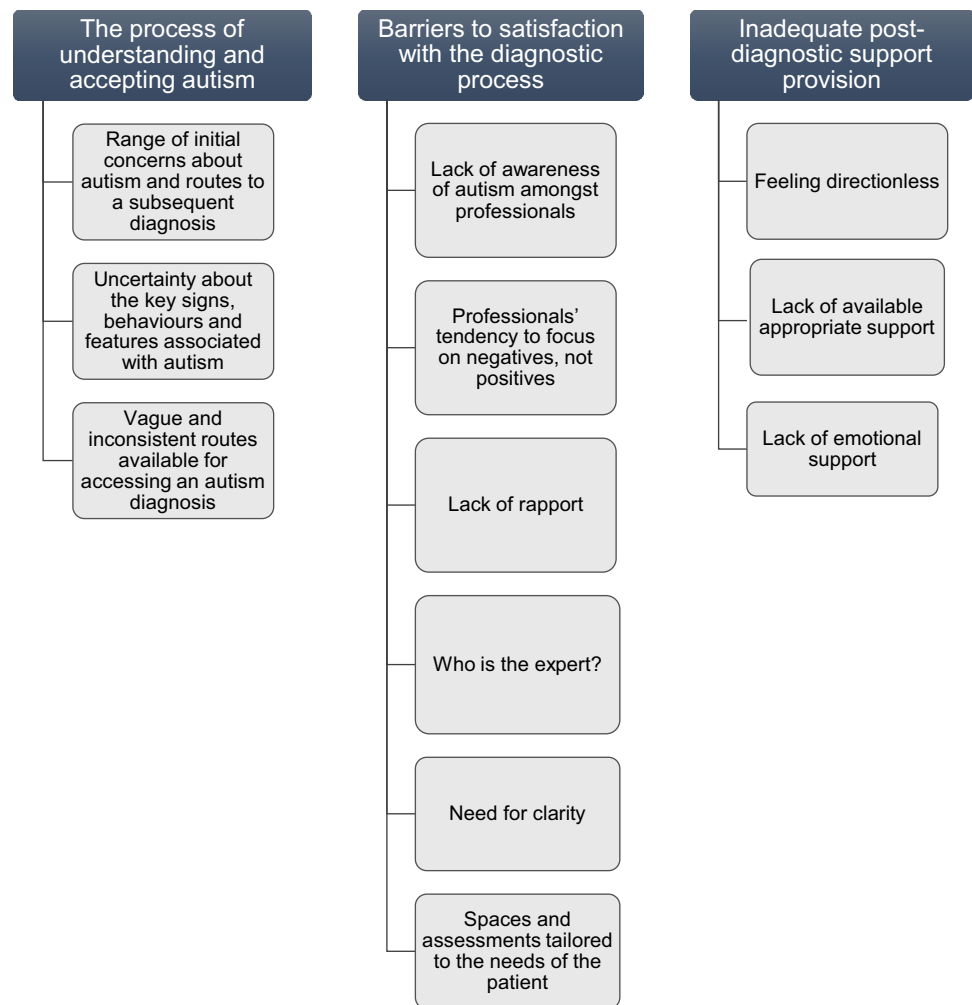 The process of
understanding and
accepting autism
Range of initial
concerns about
autism and routes to
a subsequent
diagnosis
Uncertainty about
the key signs,
behaviours and
features associated
with autism
Vague and
inconsistent routes
available for
accessing an autism
diagnosis
Barriers to satisfaction
with the diagnostic
process
Lack of awareness
of autism amongst
professionals
Professionals’
tendency to focus
on negatives, not
positives
Lack of rapport
Who is the expert?
Need for clarity
Spaces and
assessments tailored
to the needs of the
patient
Inadequate post-
diagnostic support
provision
Feeling directionless
Lack of available
appropriate support
Lack of emotional
support